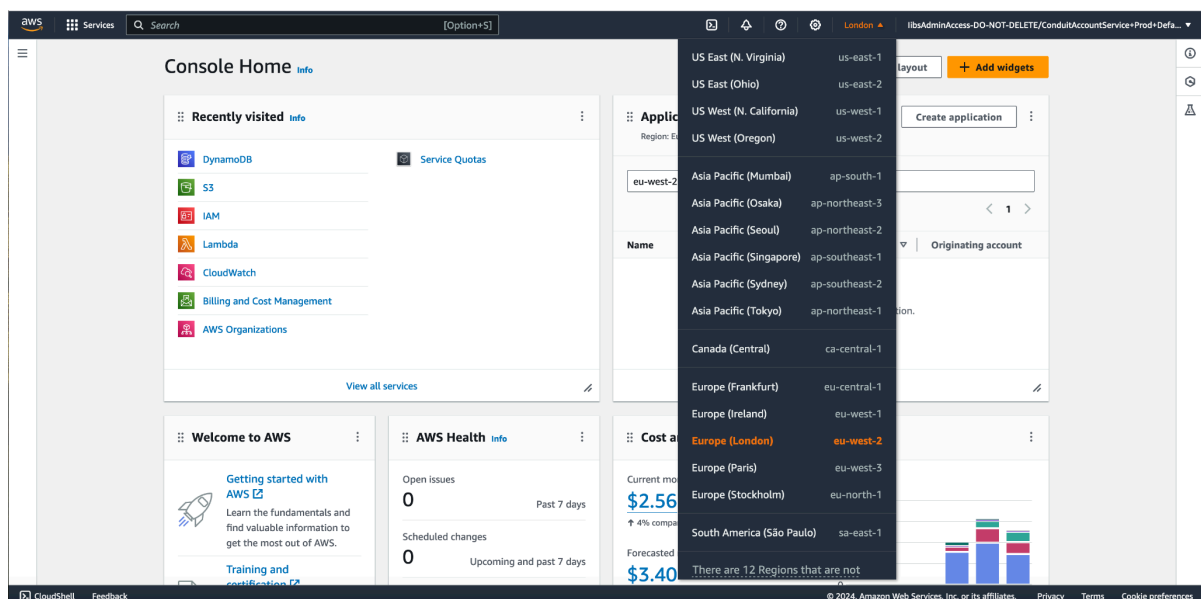 aws
Services
Search
[Option+S]
London
IibsAdminAccess-DO-NOT-DELETE/ConduitAccountService+Prod+Defa...
Console Home Info
layout
+ Add widgets
Recently visited Info
DynamoDB
S3
IAM
Lambda
CloudWatch
Billing and Cost Management
AWS Organizations
Service Quotas
View all services
Applic
Region: Eu
Create application
eu-west-2
1
Name
Originating account
tion.
US East (N. Virginia) us-east-1
US East (Ohio) us-east-2
US West (N. California) us-west-1
US West (Oregon) us-west-2
Asia Pacific (Mumbai) ap-south-1
Asia Pacific (Osaka) ap-northeast-3
Asia Pacific (Seoul) ap-northeast-2
Asia Pacific (Singapore) ap-southeast-1
Asia Pacific (Sydney) ap-southeast-2
Asia Pacific (Tokyo) ap-northeast-1
Canada (Central) ca-central-1
Europe (Frankfurt) eu-central-1
Europe (Ireland) eu-west-1
Europe (London) eu-west-2
Europe (Paris) eu-west-3
Europe (Stockholm) eu-north-1
South America (São Paulo) sa-east-1
There are 12 Regions that are not
Welcome to AWS
Getting started with
AWS
Learn the fundamentals and
find valuable information to
get the most out of AWS.
Training and
certification
AWS Health Info
Open issues
0
Past 7 days
Scheduled changes
0
Upcoming and past 7 days
Cost a
Current mo
$2.56
4% compa
Forecasted
$3.40
0
CloudShell
Feedback
© 2024, Amazon Web Services, Inc. or its affiliates.
Privacy
Terms
Cookie preferences